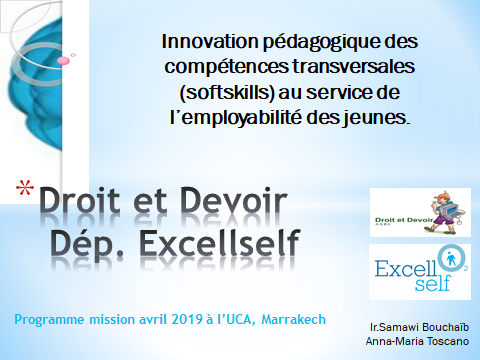 Innovation pédagogique des
compétences transversales
(softskills) au service de
l'employabilité des jeunes.
*Droit et Devoir
Dép. Excellself
Droit et Devoir
A.S.B.L.
Excell
O2
self
Programme mission avril 2019 à l'UCA, Marrakech
Ir.Samawi Bouchaïb
Anna-Maria Toscano